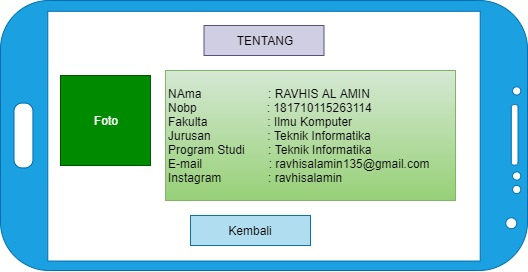 TENTANG
Foto
NAma : RAVHIS AL AMIN
Nobp : 181710115263114
Fakulta : Ilmu Komputer
Jurusan : Teknik Informatika
Program Studi : Teknik Informatika
E-mail : ravhisalamin135@gmail.com
Instagram : ravhisalamin
Kembali